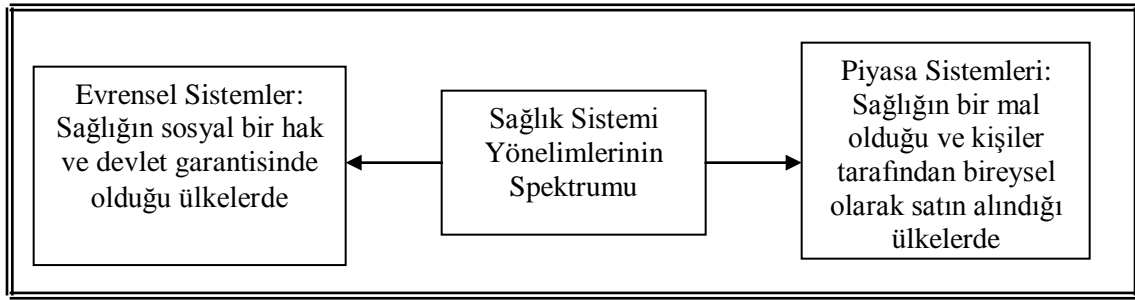 Evrensel Sistemler:
Sağlığın sosyal bir hak
ve devlet garantisinde
olduğu ülkelerde
Sağlık Sistemi
Yönelimlerinin
Spektrumu
Piyasa Sistemleri:
Sağlığın bir mal
olduğu ve kişiler
tarafından bireysel
olarak satın alındığı
ülkelerde